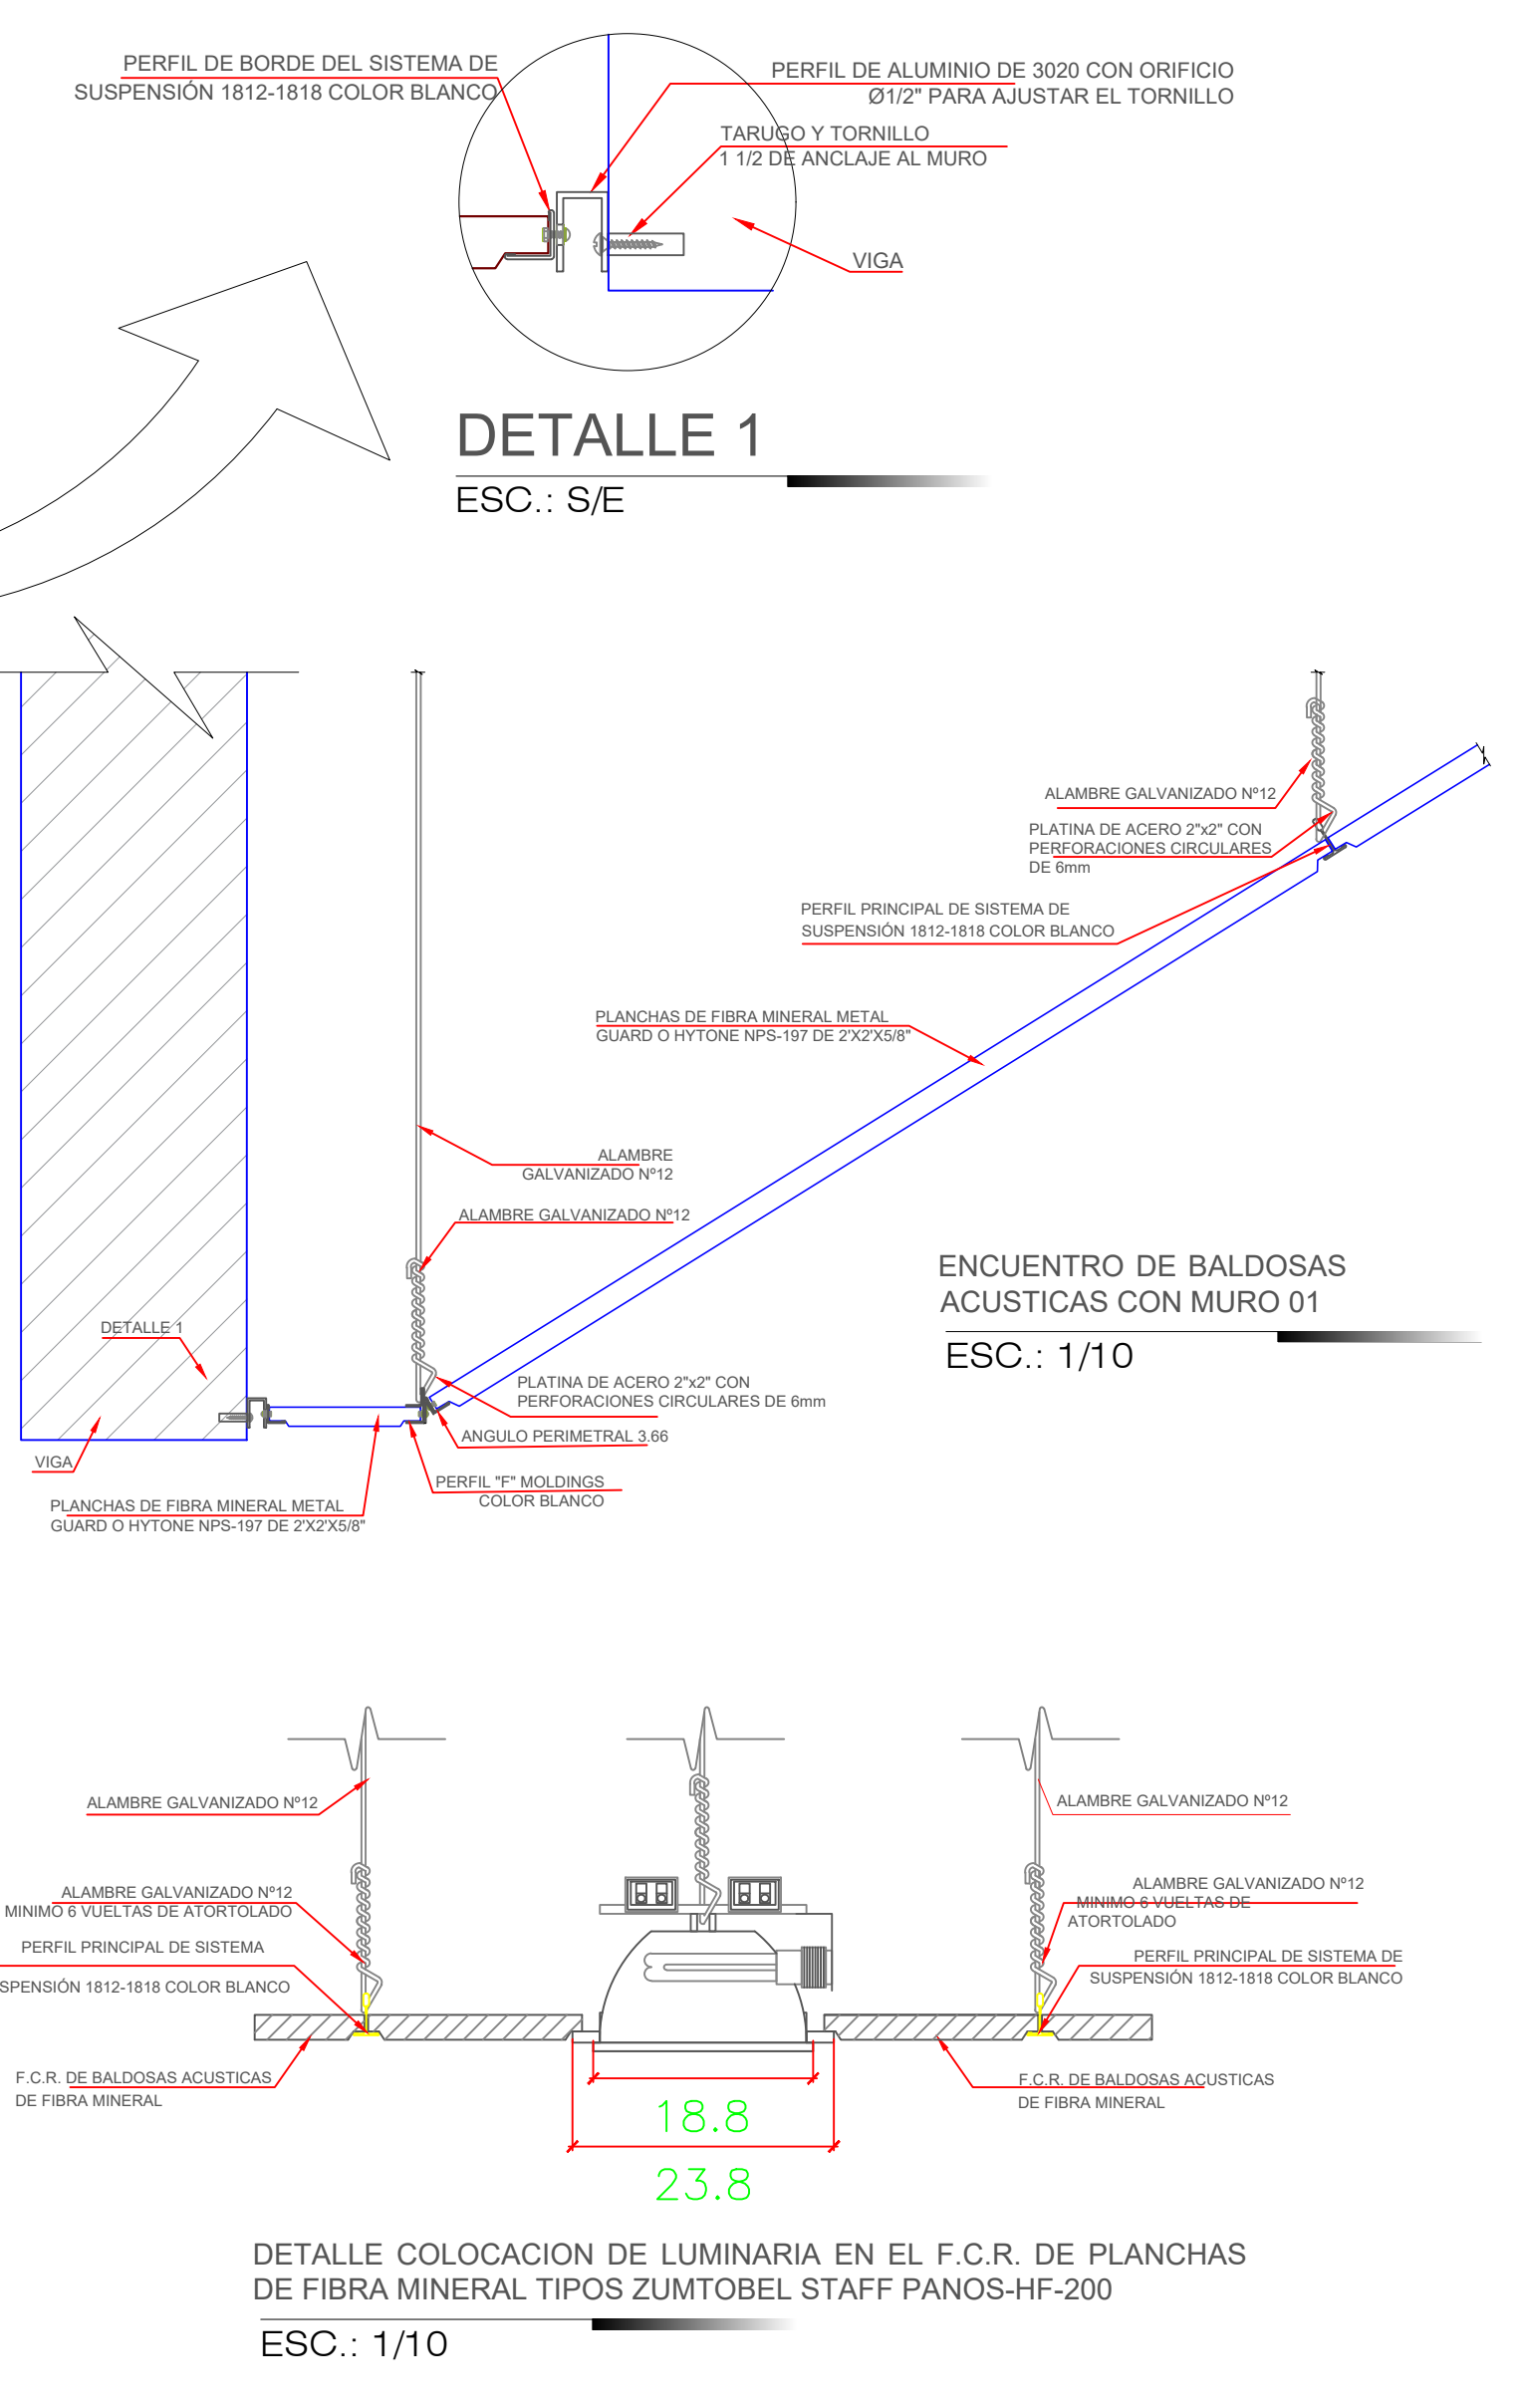 PERFIL DE BORDE DEL SISTEMA DE
SUSPENSIÓN 1812-1818 COLOR BLANCO
PERFIL DE ALUMINIO DE 3020 CON ORIFICIO
Ø1/2" PARA AJUSTAR EL TORNILLO
TARUGO Y TORNILLO
1 1/2 DE ANCLAJE AL MURO
VIGA
DETALLE 1
ESC.: S/E
ALAMBRE GALVANIZADO Nº12
PLATINA DE ACERO 2"x2" CON
PERFORACIONES CIRCULARES
DE 6mm
PERFIL PRINCIPAL DE SISTEMA DE
SUSPENSIÓN 1812-1818 COLOR BLANCO
PLANCHAS DE FIBRA MINERAL METAL
GUARD O HYTONE NPS-197 DE 2'X2'X5/8"
ALAMBRE
GALVANIZADO Nº12
ALAMBRE GALVANIZADO Nº12
ENCUENTRO DE BALDOSAS
ACUSTICAS CON MURO 01
ESC.: 1/10
DETALLE 1
PLATINA DE ACERO 2"x2" CON
PERFORACIONES CIRCULARES DE 6mm
ANGULO PERIMETRAL 3.66
VIGA
PERFIL "F" MOLDINGS
COLOR BLANCO
PLANCHAS DE FIBRA MINERAL METAL
GUARD O HYTONE NPS-197 DE 2'X2'X5/8"
ALAMBRE GALVANIZADO Nº12
ALAMBRE GALVANIZADO Nº12
ALAMBRE GALVANIZADO Nº12
MINIMO 6 VUELTAS DE ATORTOLADO
ALAMBRE GALVANIZADO Nº12
MINIMO 6 VUELTAS DE
ATORTOLADO
PERFIL PRINCIPAL DE SISTEMA
SPENSIÓN 1812-1818 COLOR BLANCO
PERFIL PRINCIPAL DE SISTEMA DE
SUSPENSIÓN 1812-1818 COLOR BLANCO
F.C.R. DE BALDOSAS ACUSTICAS
DE FIBRA MINERAL
F.C.R. DE BALDOSAS ACUSTICAS
DE FIBRA MINERAL
18.8
23.8
DETALLE COLOCACION DE LUMINARIA EN EL F.C.R. DE PLANCHAS
DE FIBRA MINERAL TIPOS ZUMTOBEL STAFF PANOS-HF-200
ESC.: 1/10